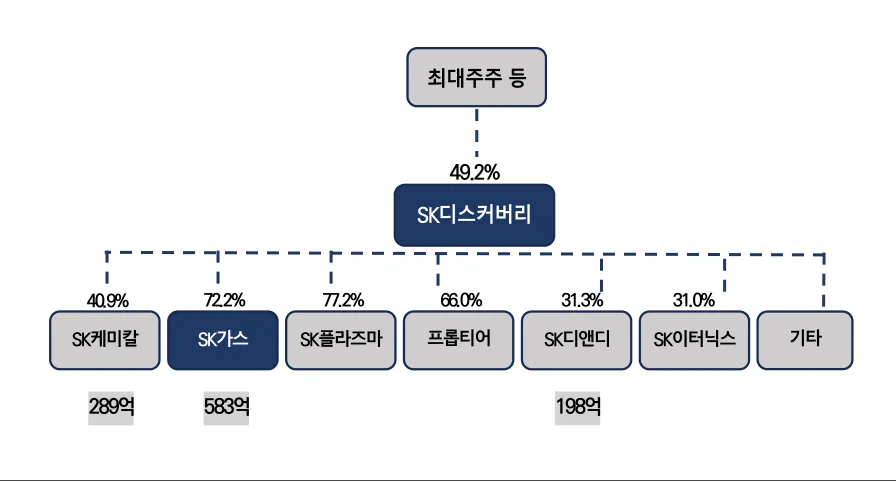 최대주주 등
49.2%
SK디스커버리
40.9% 72.2% 77.2% 66.0% 31.3% 31.0%
SK케미칼 SK가스 SK플라즈마 프롭티어 SK디앤디 SK이터닉스 기타
289억 583억 198억